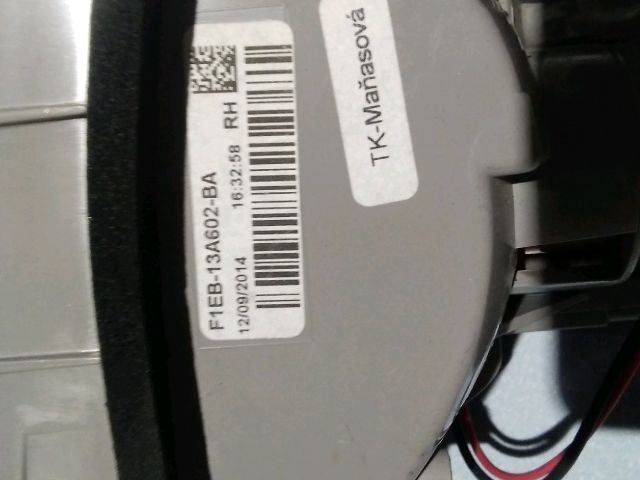 F1EB-13A602-BA
12/09/2014 16:32:58 RH
TK-Maňasová